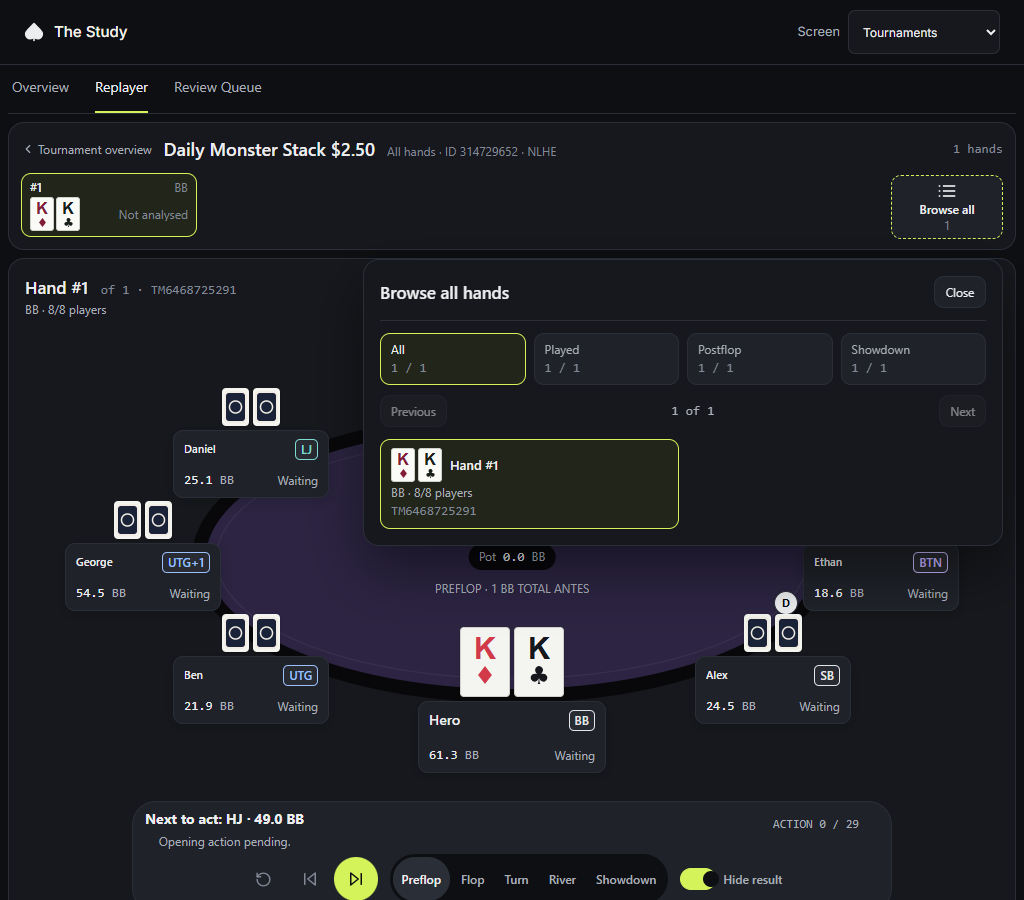 The Study
Screen
Tournaments
Overview
Replayer
Review Queue
Tournament overview
Daily Monster Stack $2.50
All hands · ID 314729652 · NLHE
1 hands
#1
BB
K K
Not analysed
Browse all
1
Hand #1
of 1 · TM6468725291
BB · 8/8 players
Browse all hands
Close
All
1 / 1
Played
1 / 1
Postflop
1 / 1
Showdown
1 / 1
Previous
1 of 1
Next
K K
Hand #1
BB · 8/8 players
TM6468725291
Daniel
LJ
25.1 BB
Waiting
George
UTG+1
54.5 BB
Waiting
Pot 0.0 BB
PREFLOP · 1 BB TOTAL ANTES
Ethan
BTN
18.6 BB
Waiting
D
Ben
UTG
21.9 BB
Waiting
K K
Hero
BB
61.3 BB
Waiting
Alex
SB
24.5 BB
Waiting
Next to act: HJ · 49.0 BB
Opening action pending.
ACTION 0 / 29
Preflop
Flop
Turn
River
Showdown
Hide result